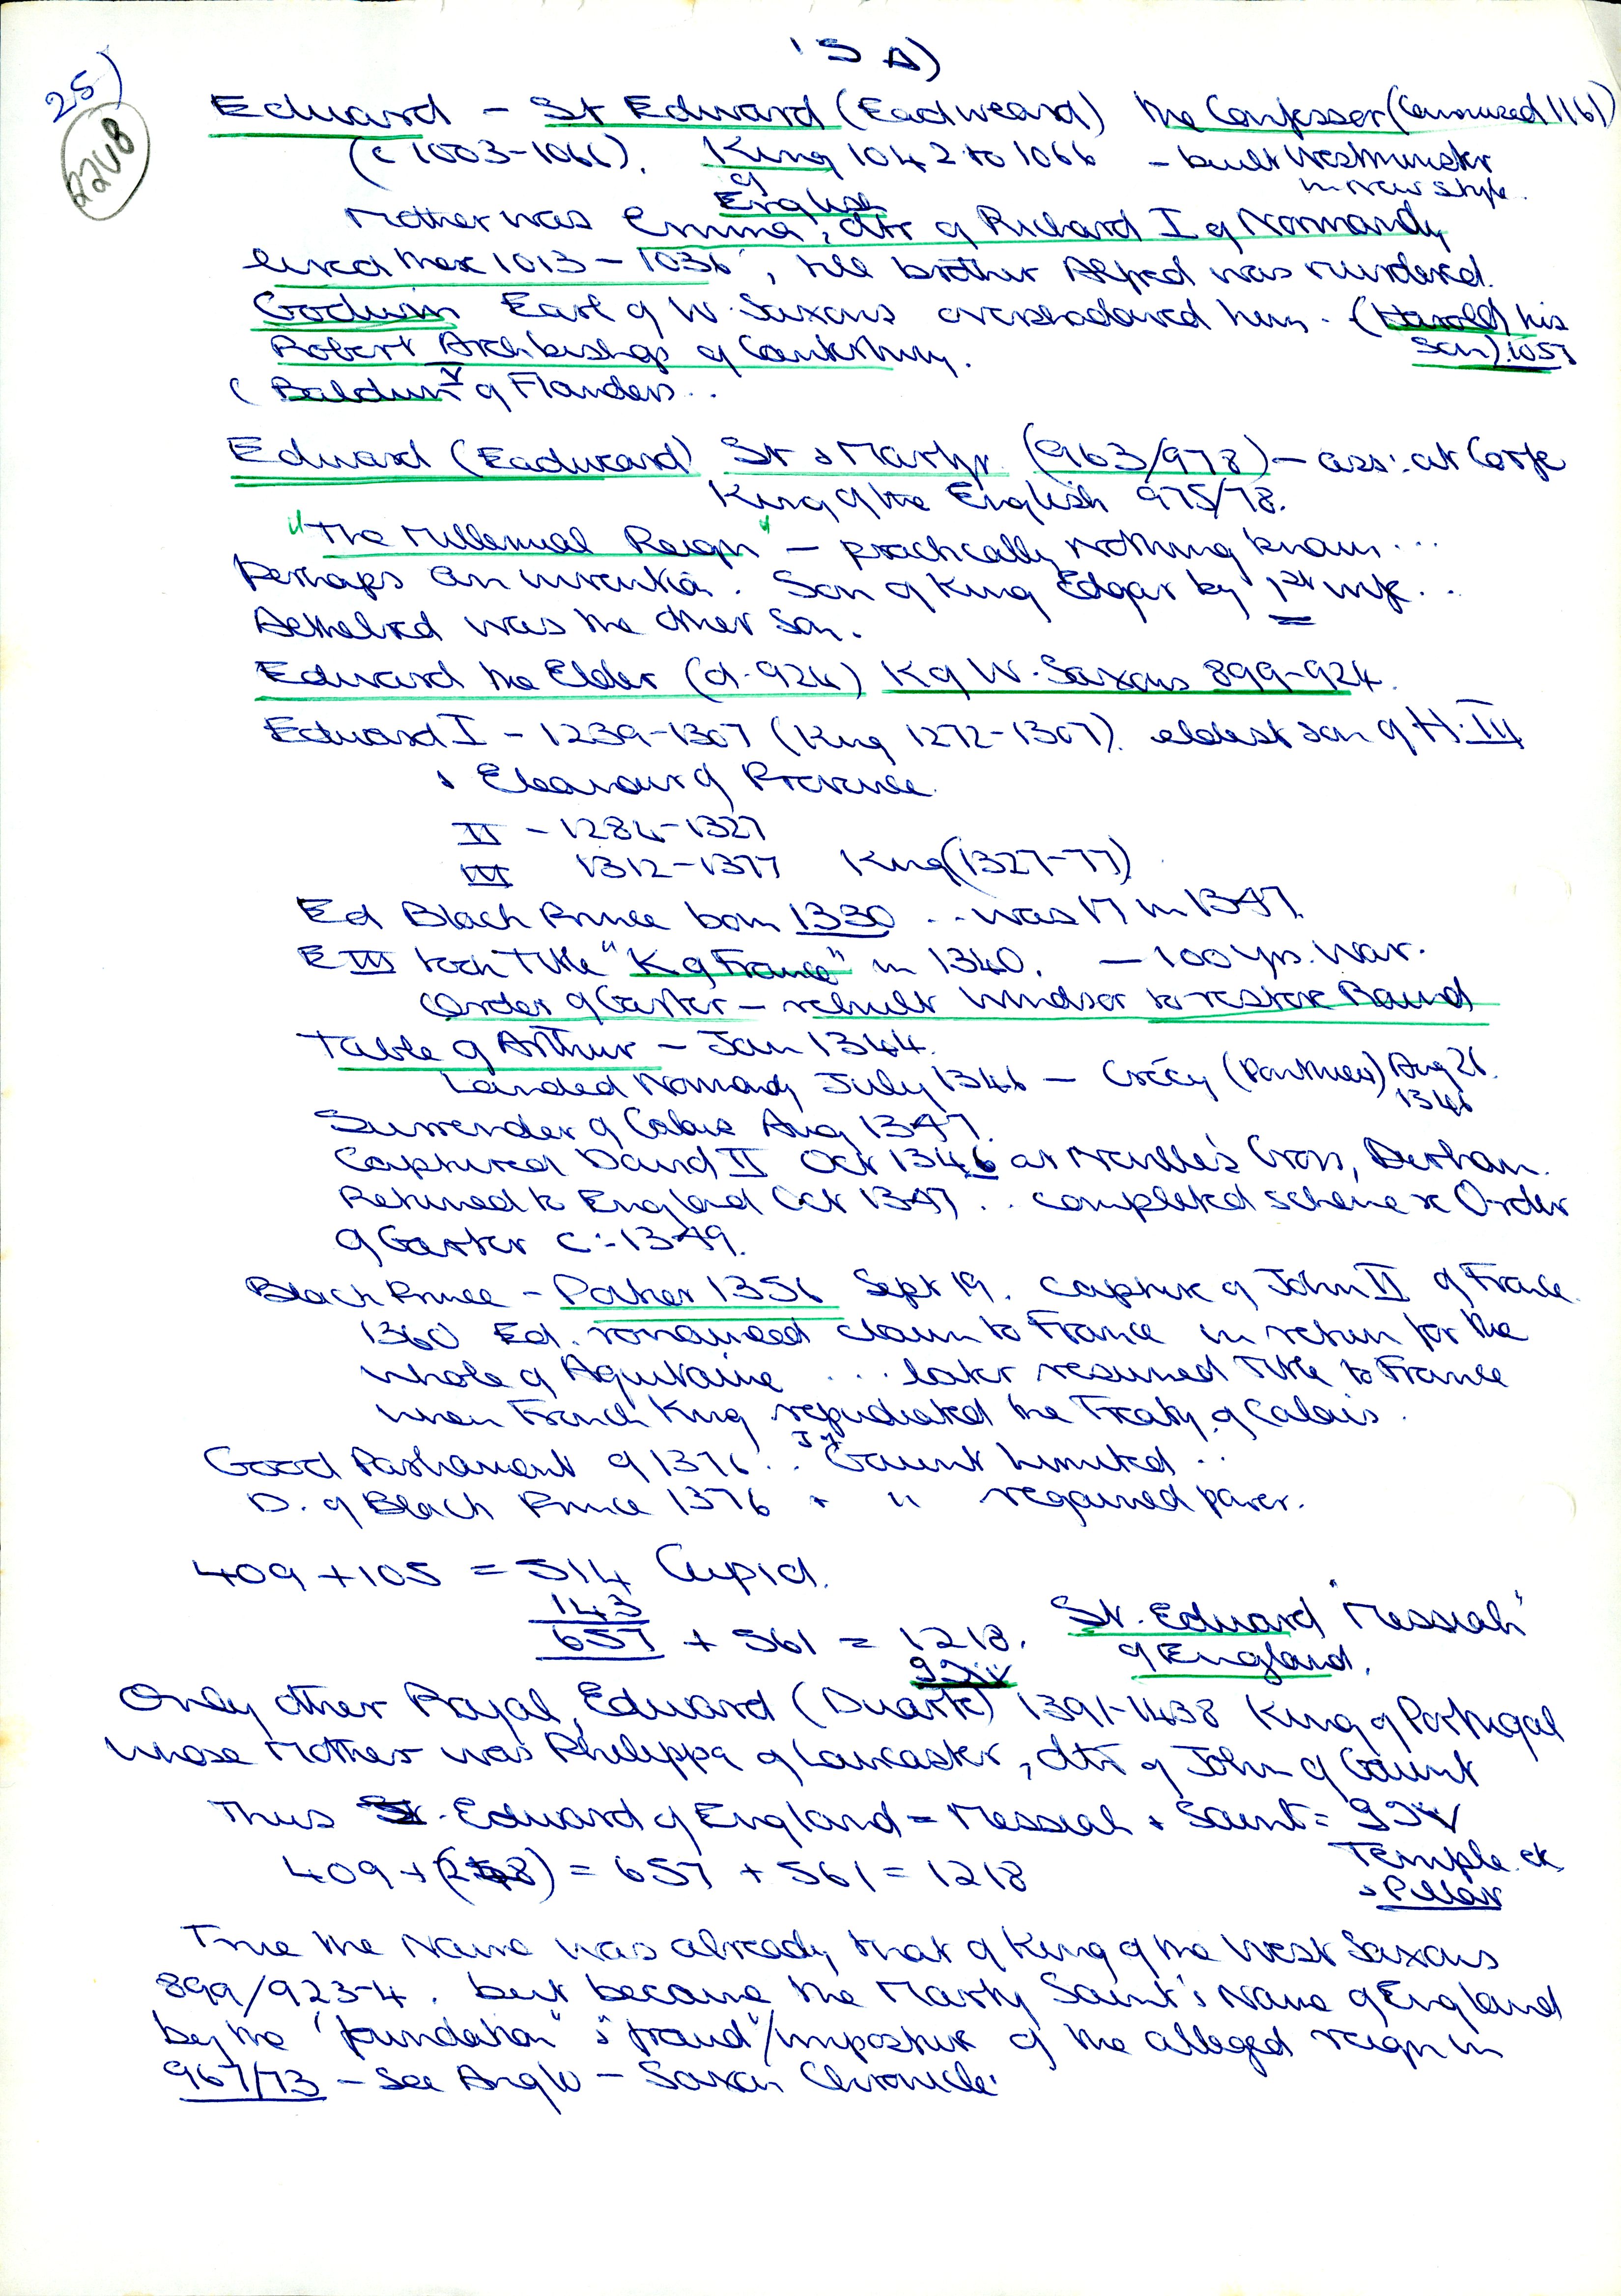 15 A)
25)
2248
Edward - St Edward (Eadweard) the Confessor (Canonized 1161)
(c 1003-1066). King 1042 to 1066 - built Westminster
of English
in New style.
Mother was Emma, dtr of Richard I of Normandy
lived there 1013-1036, till brother Alfred was murdered.
Godwin Earl of W. Saxons overshadowed him. (Harold his
Son) 1057
Robert Archbishop of Canterbury.
(Baldwin V of Flanders..
Edward (Eadweard) St & Martyr (963/978) - ass: at Corfe
King of the English 975/78.
"The Millennial Reign" - practically nothing known...
perhaps an invention. Son of King Edgar by 1st wife..
Aethelred was the other Son.
Edward the Elder (d. 924) K of W. Saxons 899-924.
Edward I - 1239-1307 (King 1272-1307). eldest son of H. III
& Eleanour of Provence.
II - 1284-1327
III 1312-1377 King (1327-77)
Ed Black Prince born 1330 .. was 17 in 1347.
E III took Title "K of France" in 1340. - 100 yrs. War.
Order of Garter - rebuilt Windsor to restore Round
Table of Arthur - Jan 1344.
Landed Normandy July 1346 - Crécy (Ponthieu) Aug 26.
1346
Surrender of Calais Aug 1347.
Captured David II Oct 1346 at Neville's Cross, Durham.
Returned to England Oct 1347 .. completed scheme re Order
of Garter c:-1349.
Black Prince - Poitier 1356 Sept 19. capture of John II of France.
1360 Ed. renounced claim to France in return for the
whole of Aquitaine ... later resumed Title to France
when French King repudiated the Treaty of Calais.
Good Parliament of 1376 .. J of Gaunt limited ..
D. of Black Prince 1376 & " regained power.
409 + 105 = 514 Cupid.
143
657 + 561 = 1218. St. Edward "Messiah"
of England.
Only other Royal, Edward (Duarte) 1391-1438 King of Portugal
whose Mother was Philippa of Lancaster, dtr of John of Gaunt
Thus St. Edward of England = Messiah & Saint =
Temple etc
& Pillar
409 + (248) = 657 + 561 = 1218
True the Name was already that of King of the West Saxons
899/923-4. but became the Martyr Saint's Name of England
by the "foundation" & "fraud"/imposture of the alleged reign in
967/73 - See Anglo - Saxon Chronicle.